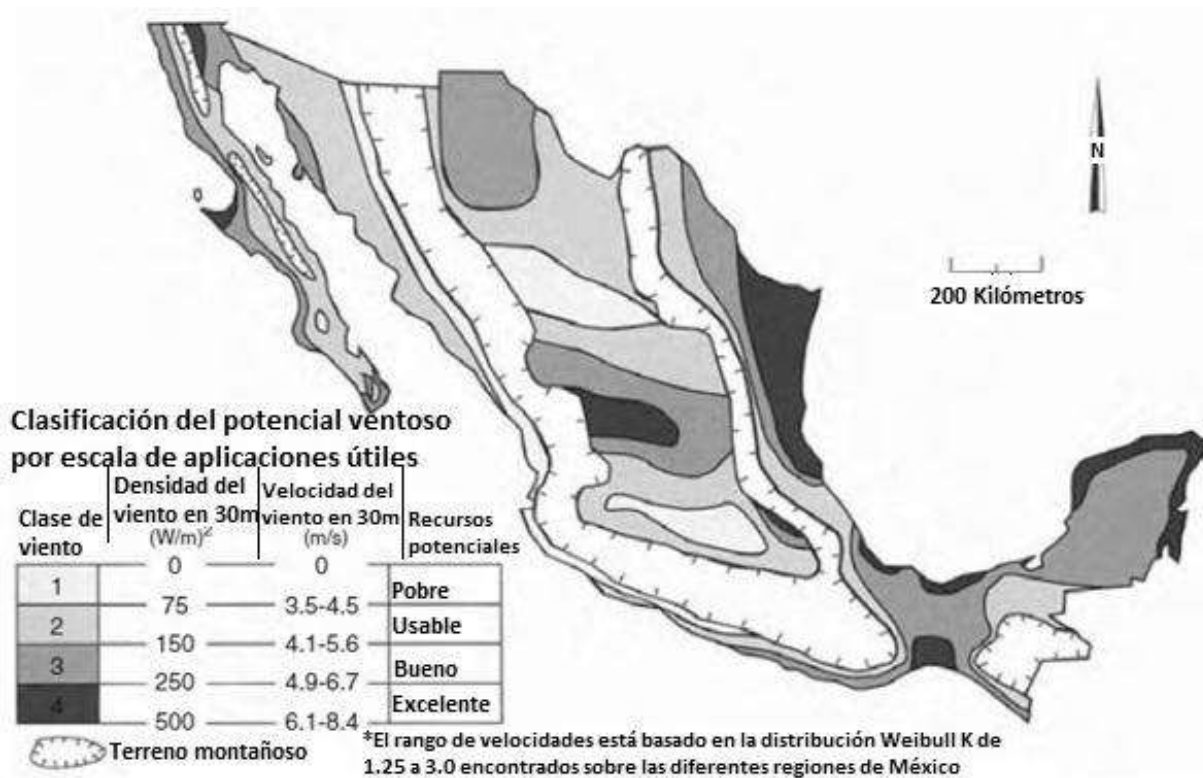 N
200 Kilómetros
Clasificación del potencial ventoso
por escala de aplicaciones útiles
Clase de
viento
Densidad del
viento en 30m
(W/m)²
Velocidad del
viento en 30m
(m/s)
Recursos
potenciales
0 0
1 Pobre
75 3.5-4.5
2 Usable
150 4.1-5.6
3 Bueno
250 4.9-6.7
4 Excelente
500 6.1-8.4
Terreno montañoso
*El rango de velocidades está basado en la distribución Weibull K de
1.25 a 3.0 encontrados sobre las diferentes regiones de México